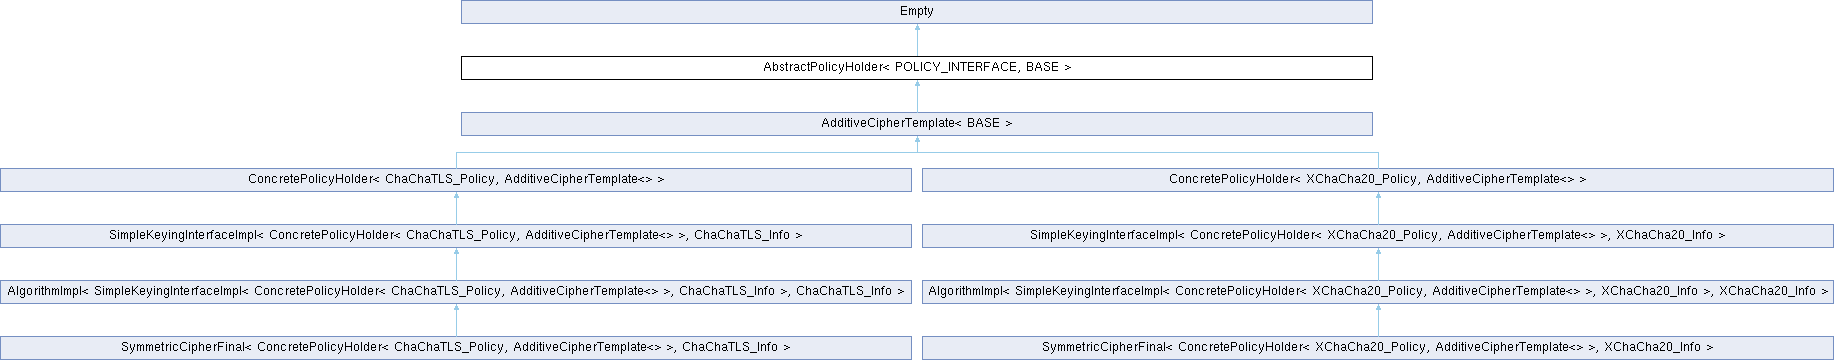 Empty
AbstractPolicyHolder< POLICY_INTERFACE, BASE >
AdditiveCipherTemplate< BASE >
ConcretePolicyHolder< ChaChaTLS_Policy, AdditiveCipherTemplate<> >
ConcretePolicyHolder< XChaCha20_Policy, AdditiveCipherTemplate<> >
SimpleKeyingInterfaceImpl< ConcretePolicyHolder< ChaChaTLS_Policy, AdditiveCipherTemplate<> >, ChaChaTLS_Info >
SimpleKeyingInterfaceImpl< ConcretePolicyHolder< XChaCha20_Policy, AdditiveCipherTemplate<> >, XChaCha20_Info >
AlgorithmImpl< SimpleKeyingInterfaceImpl< ConcretePolicyHolder< ChaChaTLS_Policy, AdditiveCipherTemplate<> >, ChaChaTLS_Info >, ChaChaTLS_Info >
AlgorithmImpl< SimpleKeyingInterfaceImpl< ConcretePolicyHolder< XChaCha20_Policy, AdditiveCipherTemplate<> >, XChaCha20_Info >, XChaCha20_Info >
SymmetricCipherFinal< ConcretePolicyHolder< ChaChaTLS_Policy, AdditiveCipherTemplate<> >, ChaChaTLS_Info >
SymmetricCipherFinal< ConcretePolicyHolder< XChaCha20_Policy, AdditiveCipherTemplate<> >, XChaCha20_Info >